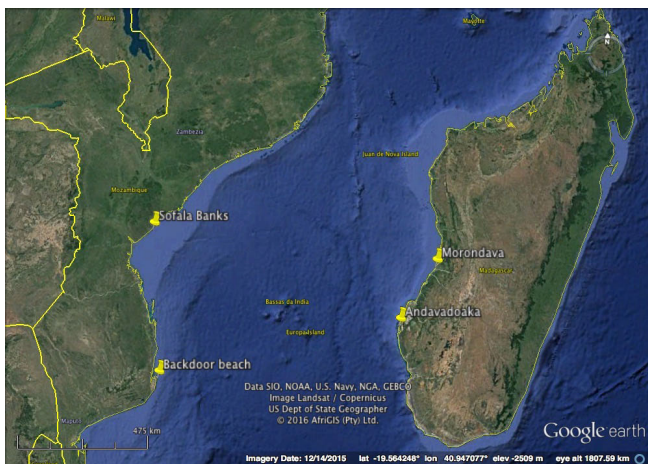 Malawi
Mayotte
N
Zambezia
Juan de Nova Island
Mozambique
Sofala Banks
Morondava
Madagascar
Bassas da India
Andavadoaka
Europa Island
Backdoor beach
Data SIO, NOAA, U.S. Navy, NGA, GEBCO
Image Landsat / Copernicus
US Dept of State Geographer
© 2016 AfriGIS (Pty) Ltd.
Maputo
475 km
Google earth
Imagery Date: 12/14/2015 lat -19.564248° lon 40.947077° elev -2509 m eye alt 1807.59 km